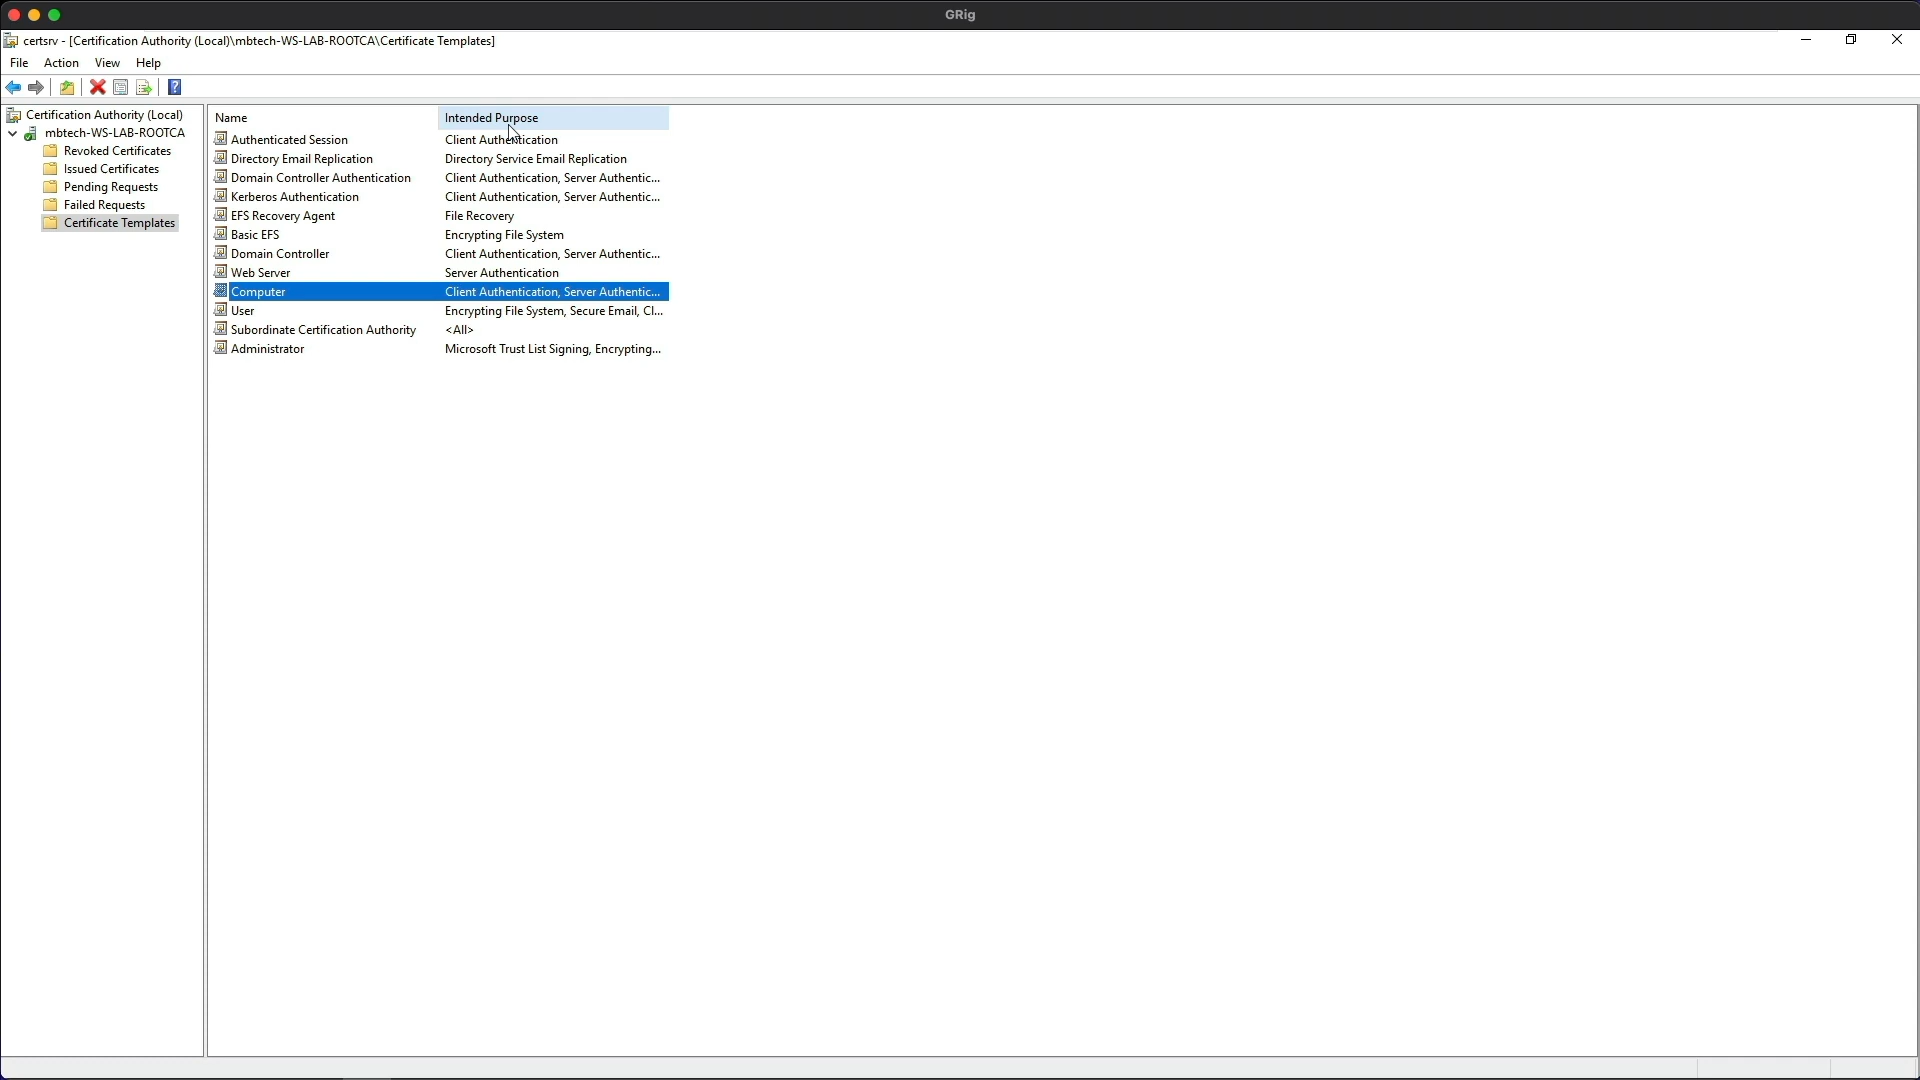 GRig
certsrv - [Certification Authority (Local)\mbtech-WS-LAB-ROOTCA\Certificate Templates]
File Action View Help
Certification Authority (Local)
mbtech-WS-LAB-ROOTCA
Revoked Certificates
Issued Certificates
Pending Requests
Failed Requests
Certificate Templates
Name Intended Purpose
Authenticated Session Client Authentication
Directory Email Replication Directory Service Email Replication
Domain Controller Authentication Client Authentication, Server Authentic...
Kerberos Authentication Client Authentication, Server Authentic...
EFS Recovery Agent File Recovery
Basic EFS Encrypting File System
Domain Controller Client Authentication, Server Authentic...
Web Server Server Authentication
Computer Client Authentication, Server Authentic...
User Encrypting File System, Secure Email, Cl...
Subordinate Certification Authority <All>
Administrator Microsoft Trust List Signing, Encrypting...